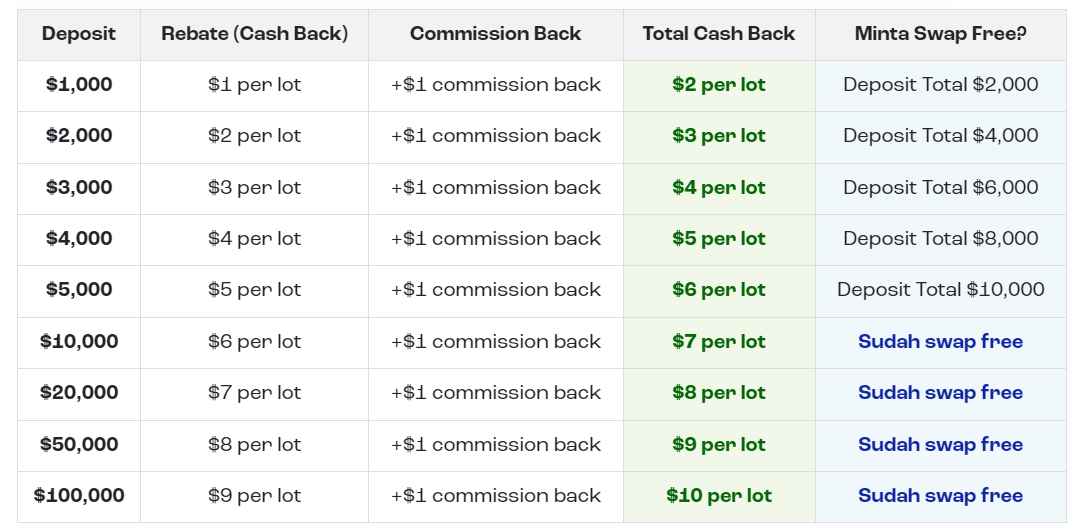 Deposit Rebate (Cash Back) Commission Back Total Cash Back Minta Swap Free?
$1,000 $1 per lot +$1 commission back $2 per lot Deposit Total $2,000
$2,000 $2 per lot +$1 commission back $3 per lot Deposit Total $4,000
$3,000 $3 per lot +$1 commission back $4 per lot Deposit Total $6,000
$4,000 $4 per lot +$1 commission back $5 per lot Deposit Total $8,000
$5,000 $5 per lot +$1 commission back $6 per lot Deposit Total $10,000
$10,000 $6 per lot +$1 commission back $7 per lot Sudah swap free
$20,000 $7 per lot +$1 commission back $8 per lot Sudah swap free
$50,000 $8 per lot +$1 commission back $9 per lot Sudah swap free
$100,000 $9 per lot +$1 commission back $10 per lot Sudah swap free